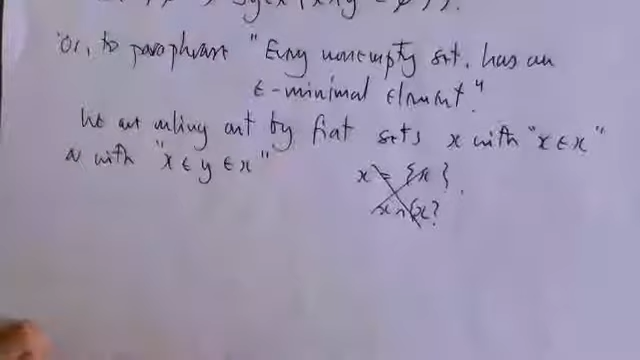 ∃y∈x (x∩y = ∅)).
Or, to paraphrase "Every nonempty set, has an
∈-minimal element."
We are ruling out by fiat sets x with "x ∈ x"
or with "x ∈ y ∈ x"
x = {x}.
x∩{x}